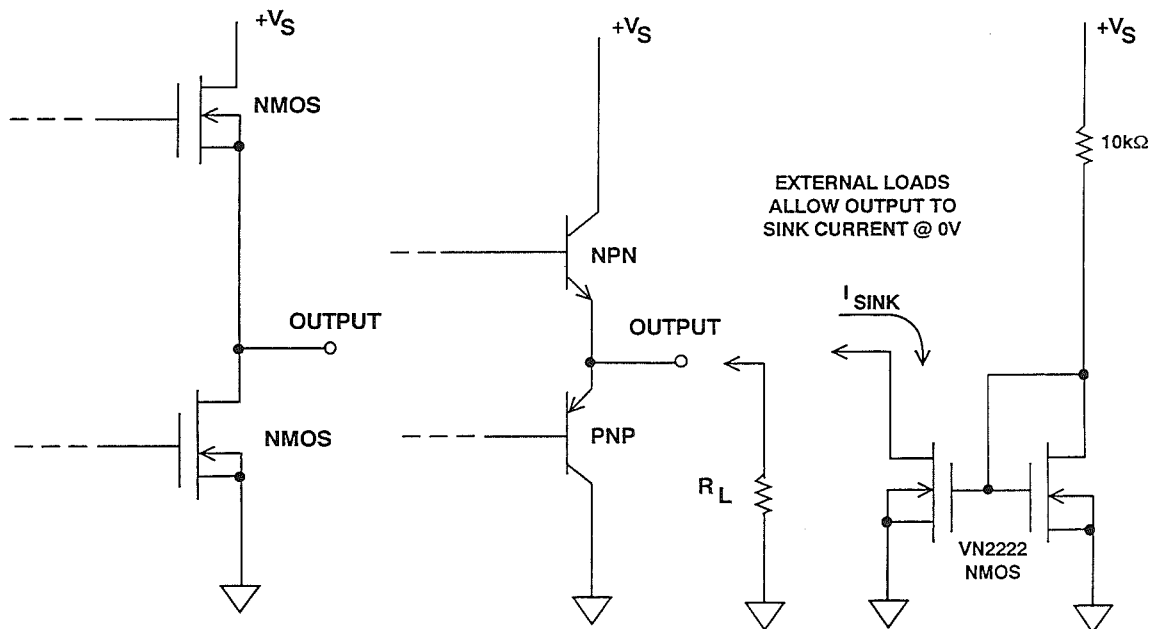 +VS
NMOS
OUTPUT
NMOS
+VS
NPN
OUTPUT
PNP
RL
EXTERNAL LOADS
ALLOW OUTPUT TO
SINK CURRENT @ 0V
ISINK
+VS
10kΩ
VN2222
NMOS